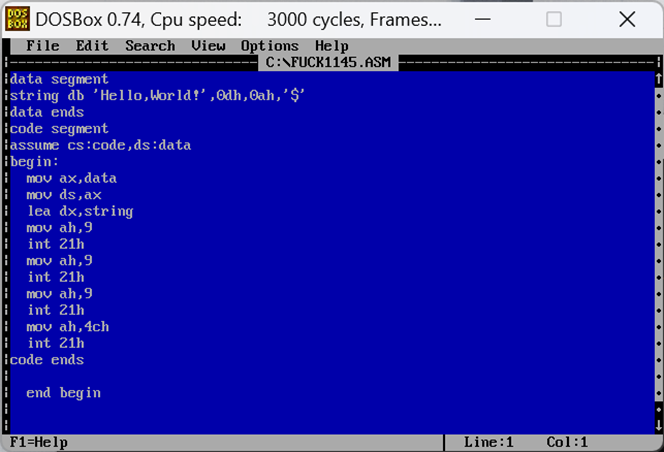 DOS BOX DOSBox 0.74, Cpu speed: 3000 cycles, Frames...
File Edit Search View Options Help
C:\FUCK1145.ASM
data segment
string db 'Hello,World!',0dh,0ah,'$'
data ends
code segment
assume cs:code,ds:data
begin:
mov ax,data
mov ds,ax
lea dx,string
mov ah,9
int 21h
mov ah,9
int 21h
mov ah,9
int 21h
mov ah,4ch
int 21h
code ends
end begin
F1=Help Line:1 Col:1